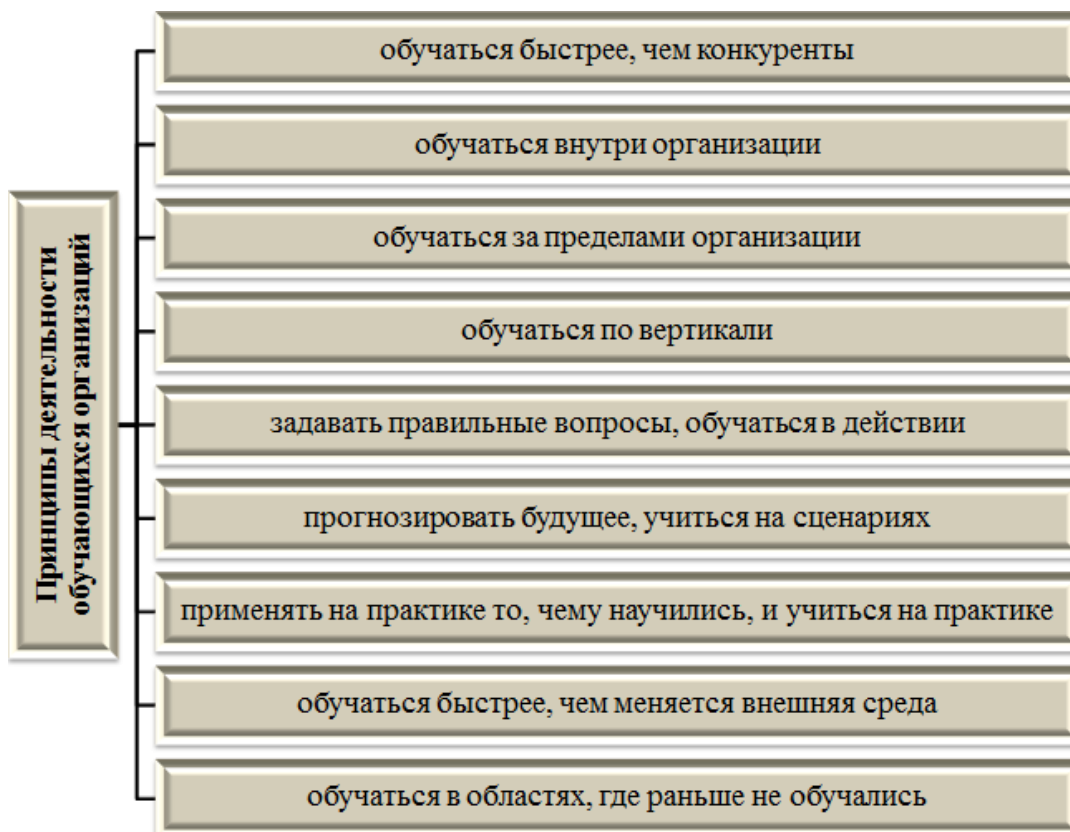 Принципы деятельности
обучающихся организаций
обучаться быстрее, чем конкуренты
обучаться внутри организации
обучаться за пределами организации
обучаться по вертикали
задавать правильные вопросы, обучаться в действии
прогнозировать будущее, учиться на сценариях
применять на практике то, чему научились, и учиться на практике
обучаться быстрее, чем меняется внешняя среда
обучаться в областях, где раньше не обучались